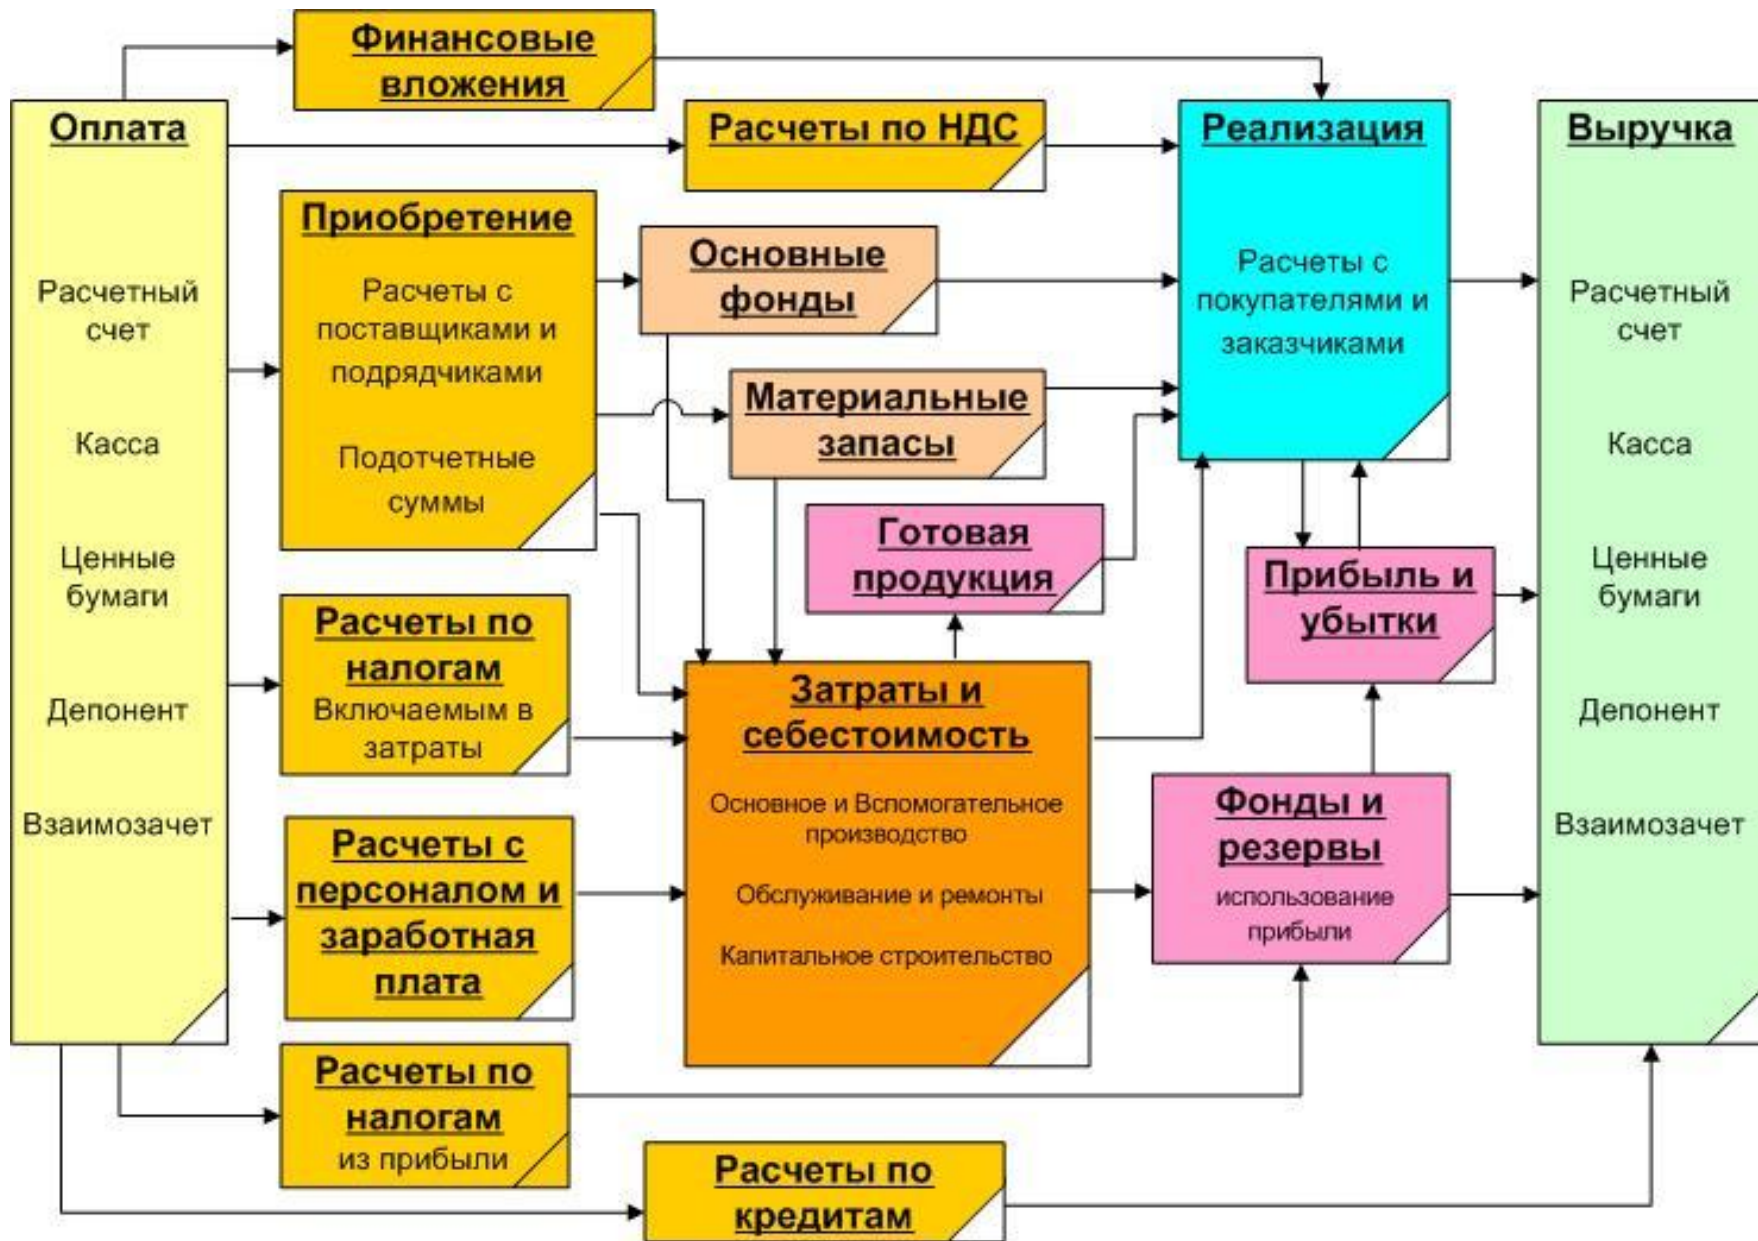 Финансовые
вложения
Оплата
Расчетный
счет
Касса
Ценные
бумаги
Депонент
Взаимозачет
Расчеты по НДС
Приобретение
Расчеты с
поставщиками и
подрядчиками
Подотчетные
суммы
Основные
фонды
Материальные
запасы
Готовая
продукция
Реализация
Расчеты с
покупателями и
заказчиками
Выручка
Расчетный
счет
Касса
Ценные
бумаги
Депонент
Взаимозачет
Прибыль и
убытки
Расчеты по
налогам
Включаемым в
затраты
Затраты и
себестоимость
Основное и Вспомогательное
производство
Обслуживание и ремонты
Капитальное строительство
Фонды и
резервы
использование
прибыли
Расчеты с
персоналом и
заработная
плата
Расчеты по
налогам
из прибыли
Расчеты по
кредитам